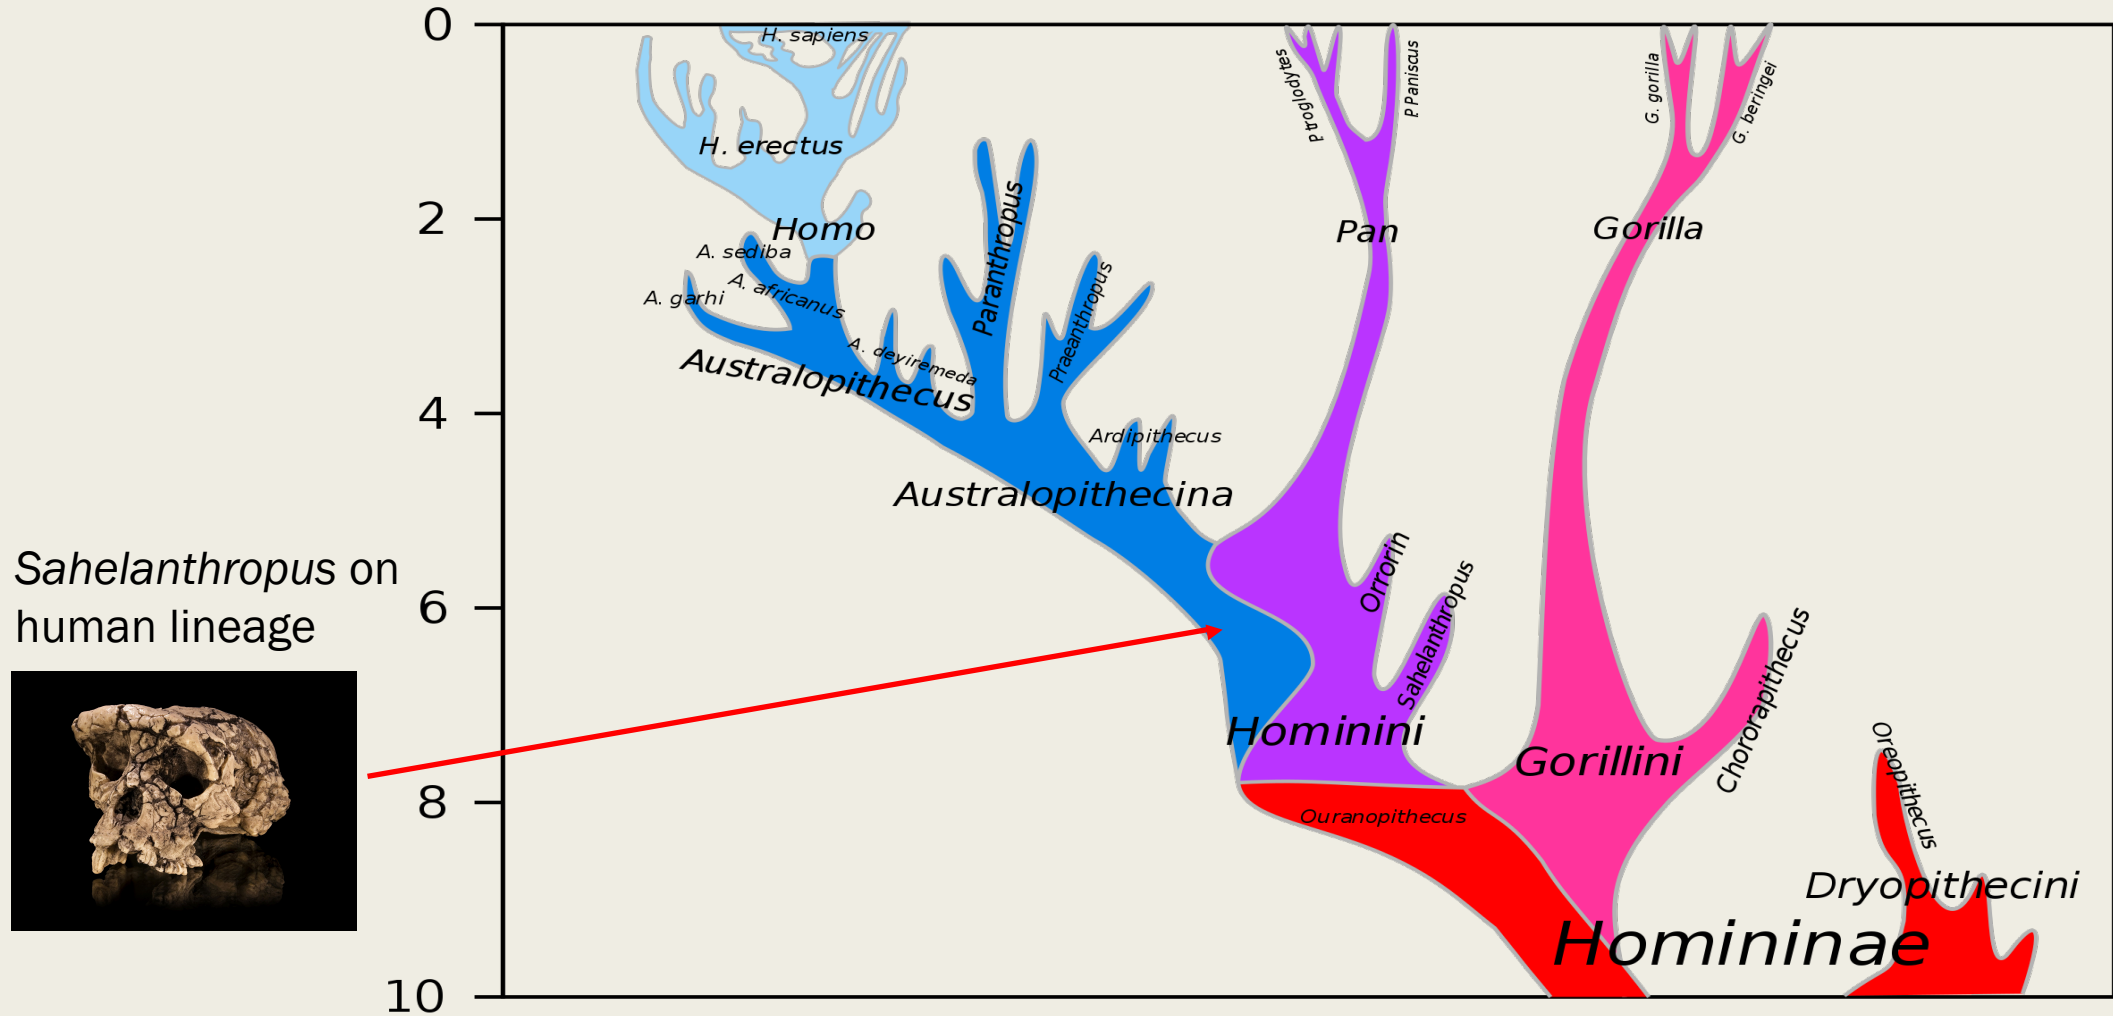 0
2
4
6
8
10
Sahelanthropus on
human lineage
H. sapiens
H. erectus
Homo
A. sediba
A. africanus
A. garhi
A. deyiremeda
Australopithecus
Paranthropus
Praeanthropus
Ardipithecus
Australopithecina
P troglodytes
P Paniscus
Pan
Orrorin
Sahelanthropus
Hominini
G. gorilla
G. beringei
Gorilla
Chororapithecus
Gorillini
Ouranopithecus
Oreopithecus
Dryopithecini
Homininae